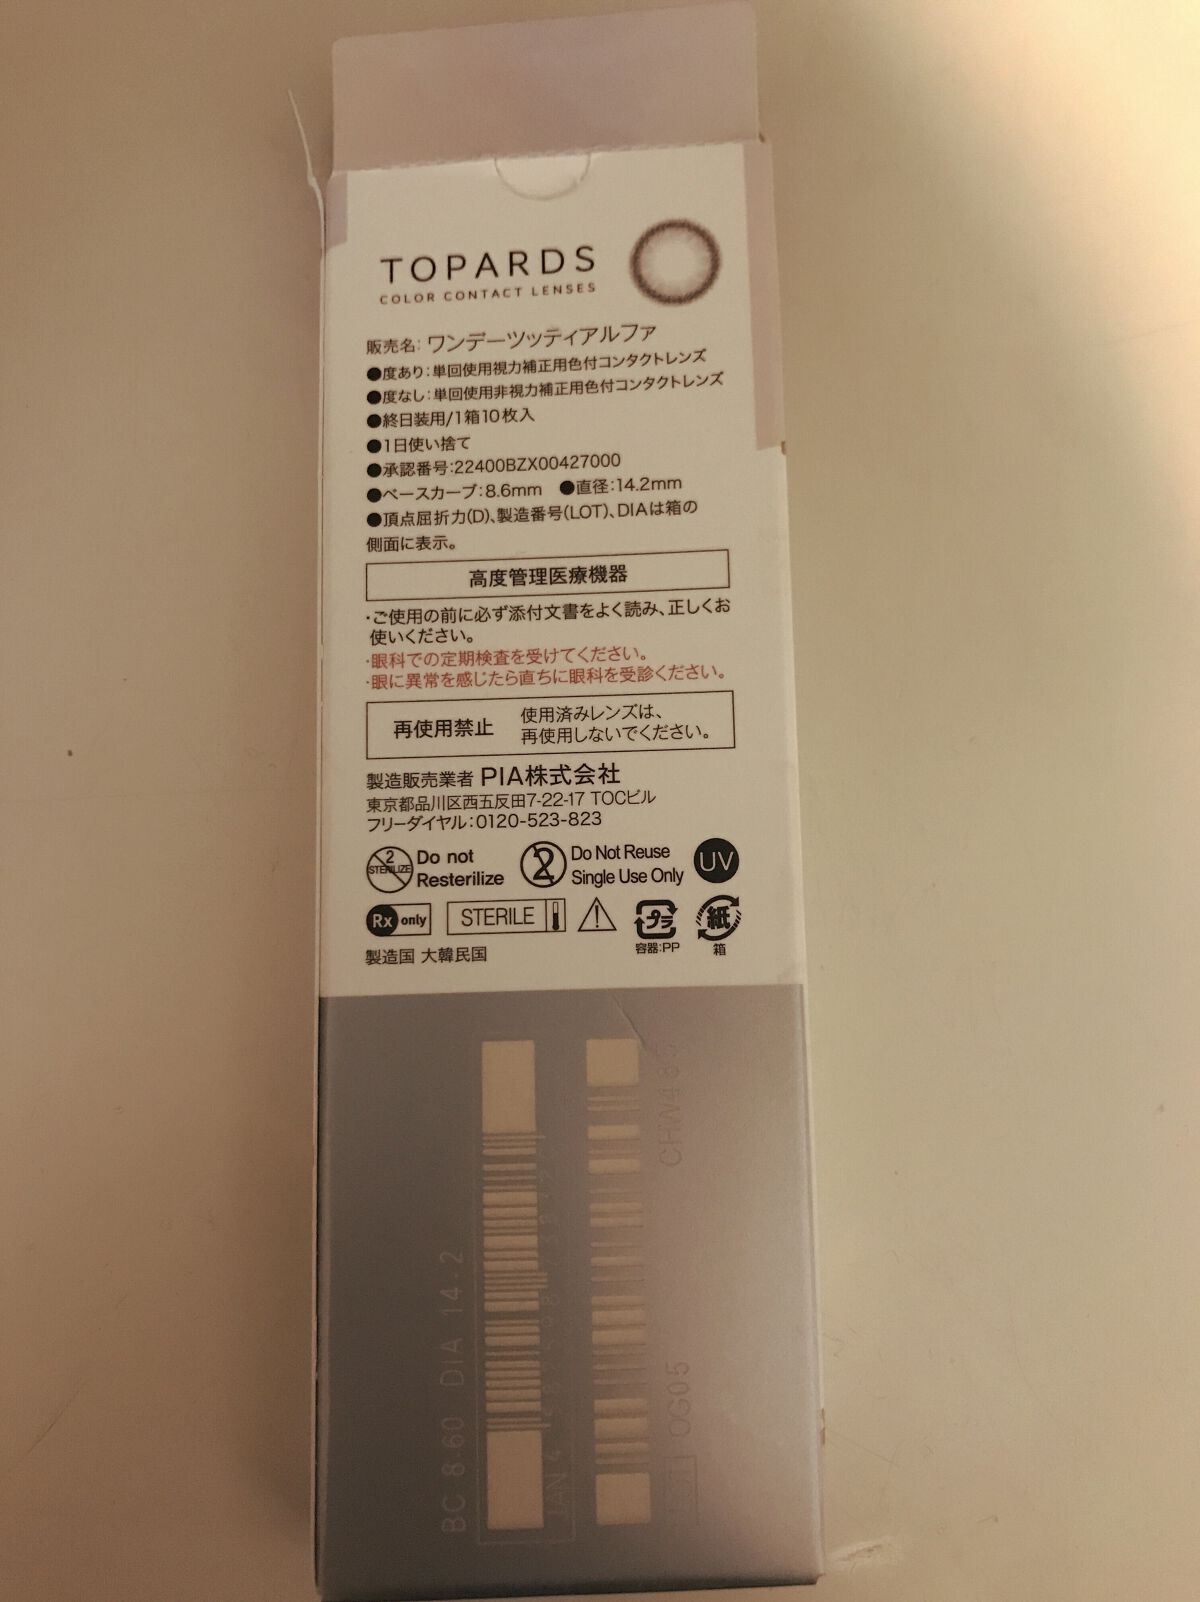 TOPARDS
COLOR CONTACT LENSES
販売名:ワンデーツッティアルファ
●度あり:単回使用視力補正用色付コンタクトレンズ
●度なし:単回使用非視力補正用色付コンタクトレンズ
●終日装用/1箱10枚入
●1日使い捨て
●承認番号:22400BZX00427000
●ベースカーブ:8.6mm ●直径:14.2mm
●頂点屈折力(D)、製造番号(LOT)、DIAは箱の
側面に表示。
高度管理医療機器
・ご使用の前に必ず添付文書をよく読み、正しくお
使いください。
・眼科での定期検査を受けてください。
・眼に異常を感じたら直ちに眼科を受診ください。
再使用禁止 使用済みレンズは、
再使用しないでください。
製造販売業者 PIA株式会社
東京都品川区西五反田7-22-17 TOCビル
フリーダイヤル:0120-523-823
2 STERILIZE Do not
Resterilize
2 Do Not Reuse
Single Use Only
UV
Rx only
STERILE
プラ
容器:PP
紙
箱
製造国 大韓民国
BC 8.60 DIA 14.2
JAN 4
OG05